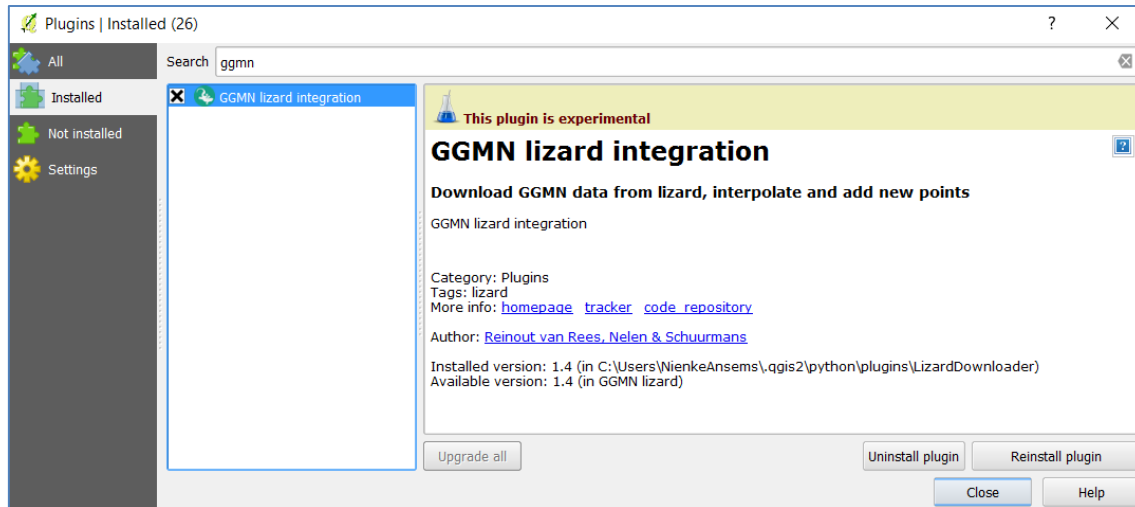 Plugins | Installed (26)
?
All
Search ggmn
Installed
GGMN lizard integration
Not installed
Settings
This plugin is experimental
GGMN lizard integration
?
Download GGMN data from lizard, interpolate and add new points
GGMN lizard integration
Category: Plugins
Tags: lizard
More info: homepage tracker code_repository
Author: Reinout van Rees, Nelen & Schuurmans
Installed version: 1.4 (in C:\Users\NienkeAnsems\.qgis2\python\plugins\LizardDownloader)
Available version: 1.4 (in GGMN lizard)
Upgrade all
Uninstall plugin
Reinstall plugin
Close
Help